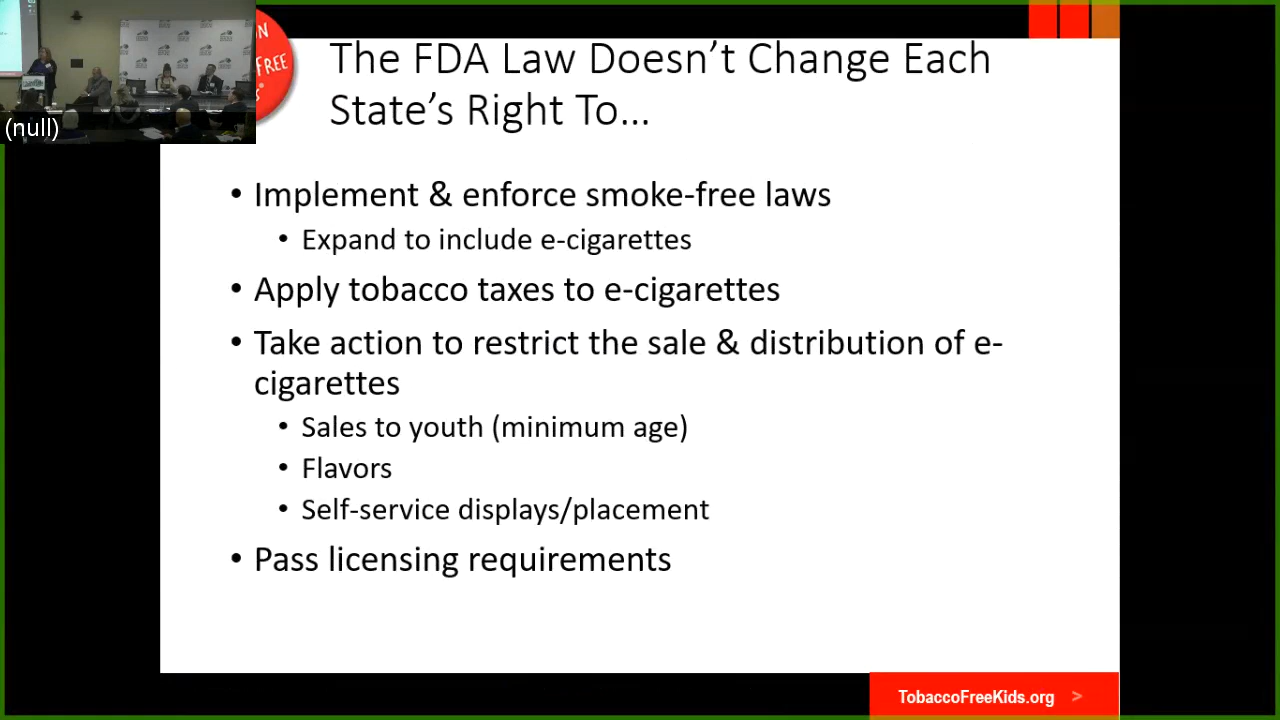 (null)
N
FREE
The FDA Law Doesn’t Change Each
State’s Right To…
• Implement & enforce smoke-free laws
• Expand to include e-cigarettes
• Apply tobacco taxes to e-cigarettes
• Take action to restrict the sale & distribution of e-
cigarettes
• Sales to youth (minimum age)
• Flavors
• Self-service displays/placement
• Pass licensing requirements
TobaccoFreeKids.org >